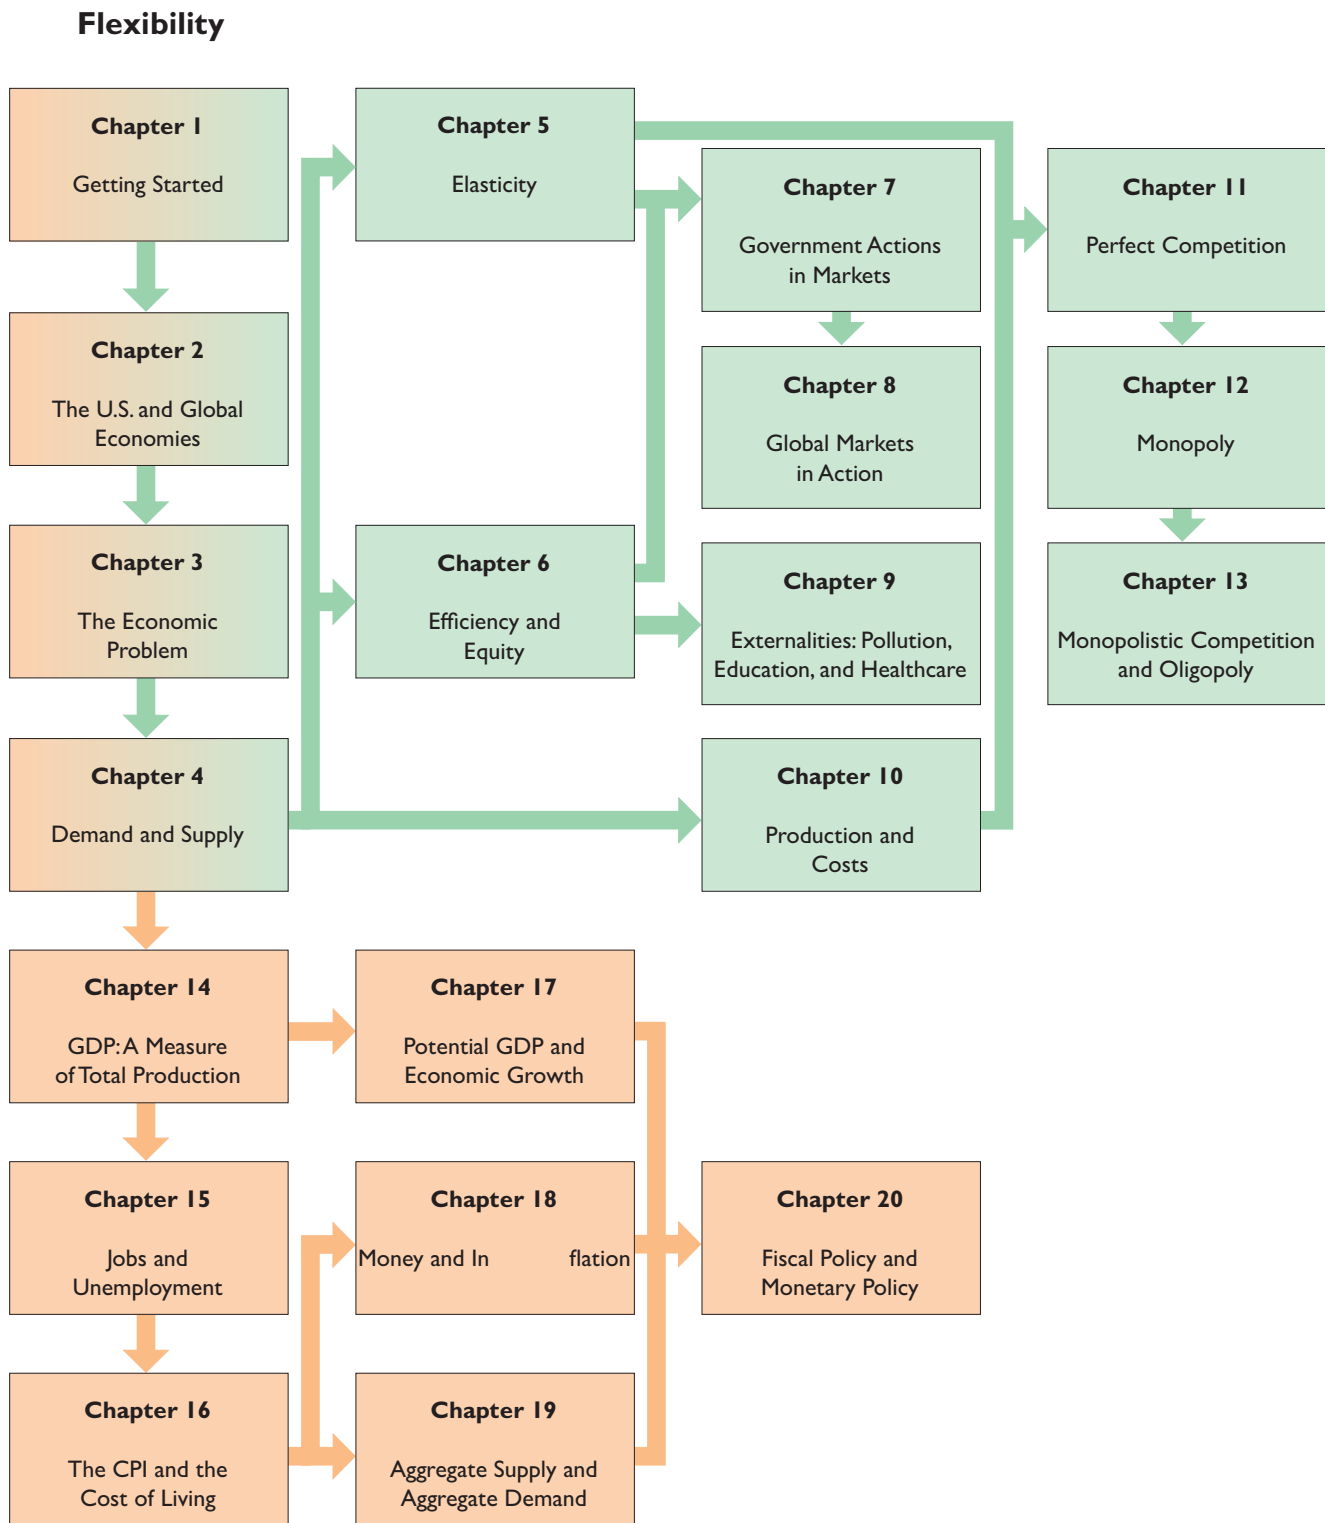 Flexibility
Chapter 1
Getting Started
Chapter 2
The U.S. and Global
Economies
Chapter 3
The Economic
Problem
Chapter 4
Demand and Supply
Chapter 5
Elasticity
Chapter 6
Efficiency and
Equity
Chapter 7
Government Actions
in Markets
Chapter 8
Global Markets
in Action
Chapter 9
Externalities: Pollution,
Education, and Healthcare
Chapter 10
Production and
Costs
Chapter 11
Perfect Competition
Chapter 12
Monopoly
Chapter 13
Monopolistic Competition
and Oligopoly
Chapter 14
GDP: A Measure
of Total Production
Chapter 15
Jobs and
Unemployment
Chapter 16
The CPI and the
Cost of Living
Chapter 17
Potential GDP and
Economic Growth
Chapter 18
Money and In flation
Chapter 19
Aggregate Supply and
Aggregate Demand
Chapter 20
Fiscal Policy and
Monetary Policy